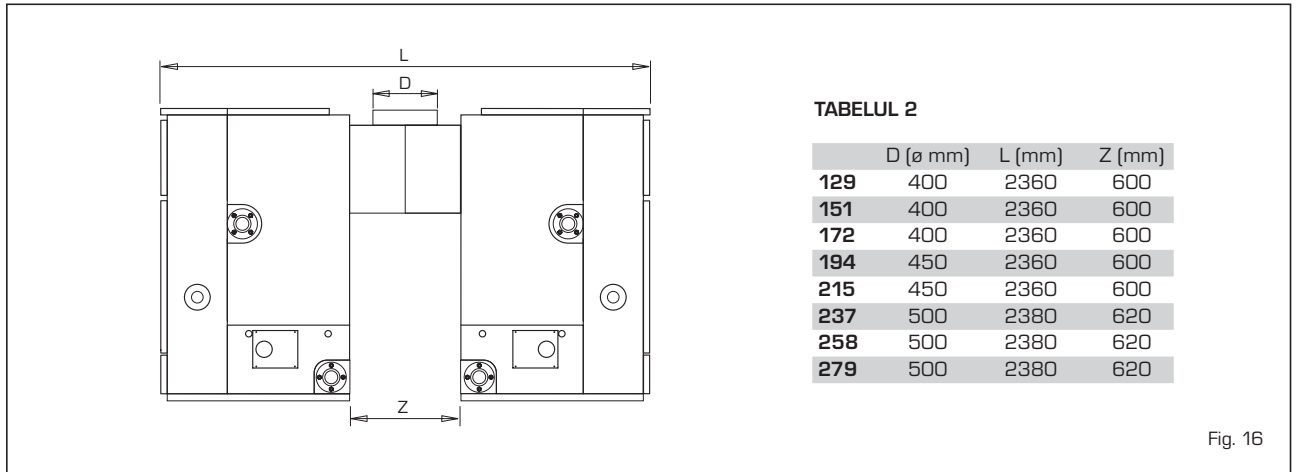 L
D
Z
TABELUL 2
D (ø mm) L (mm) Z (mm)
129 400 2360 600
151 400 2360 600
172 400 2360 600
194 450 2360 600
215 450 2360 600
237 500 2380 620
258 500 2380 620
279 500 2380 620
Fig. 16